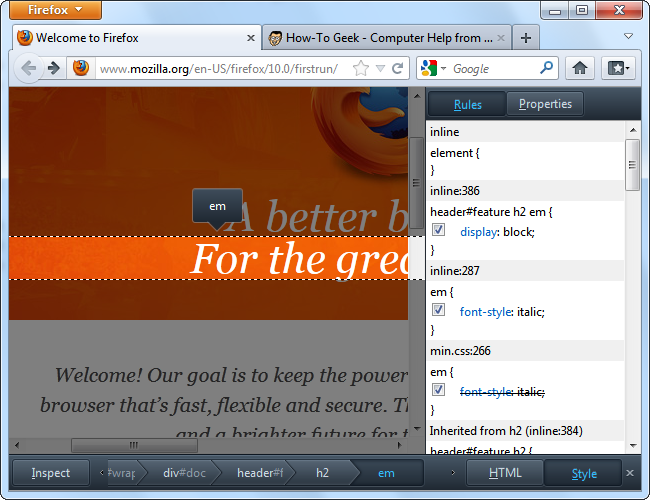 Firefox
Welcome to Firefox
How-To Geek - Computer Help from ...
www.mozilla.org/en-US/firefox/10.0/firstrun/
Google
Rules
Properties
inline
element {
}
inline:386
header#feature h2 em {
display: block;
}
inline:287
em {
font-style: italic;
}
min.css:266
em {
font-style: italic;
}
Inherited from h2 (inline:384)
header#feature h2 {
em
A better b
For the grea
Welcome! Our goal is to keep the power
browser that's fast, flexible and secure. Th
and a brighter future for t
Inspect
#wrap
div#doc
header#f
h2
em
HTML
Style